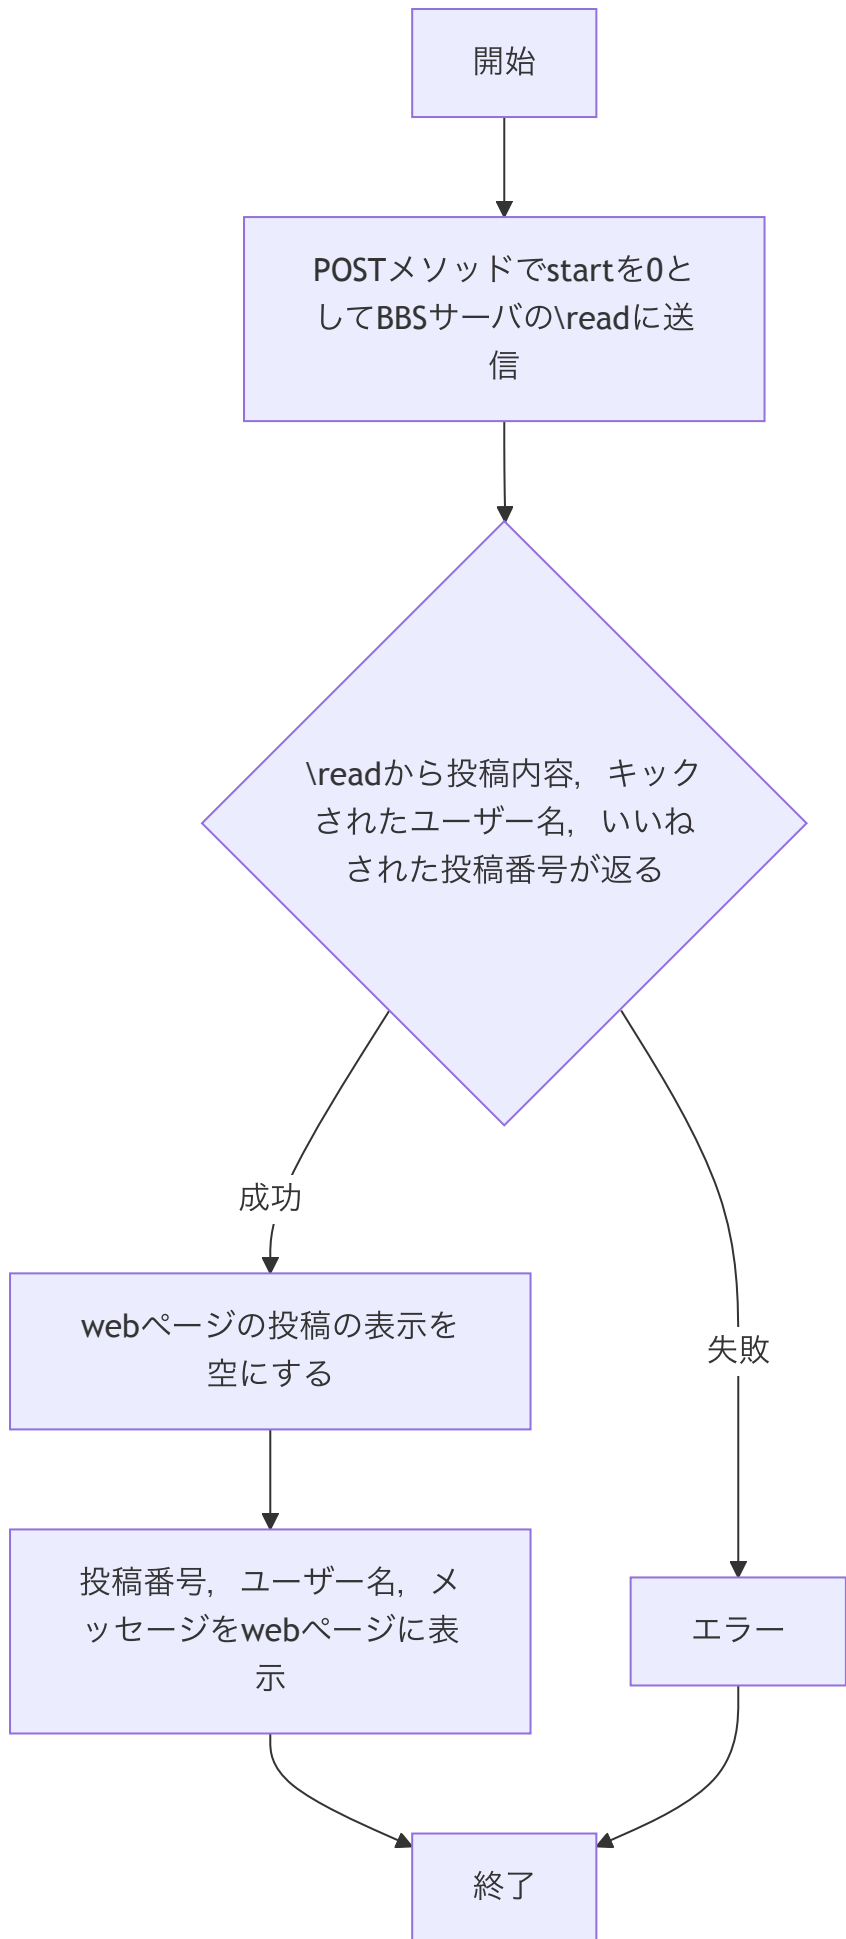 開始
POSTメソッドでstartを0と
してBBSサーバの\readに送
信
\readから投稿内容，キック
されたユーザー名，いいね
された投稿番号が返る
成功
webページの投稿の表示を
空にする
失敗
投稿番号，ユーザー名，メ
ッセージをwebページに表
示
エラー
終了